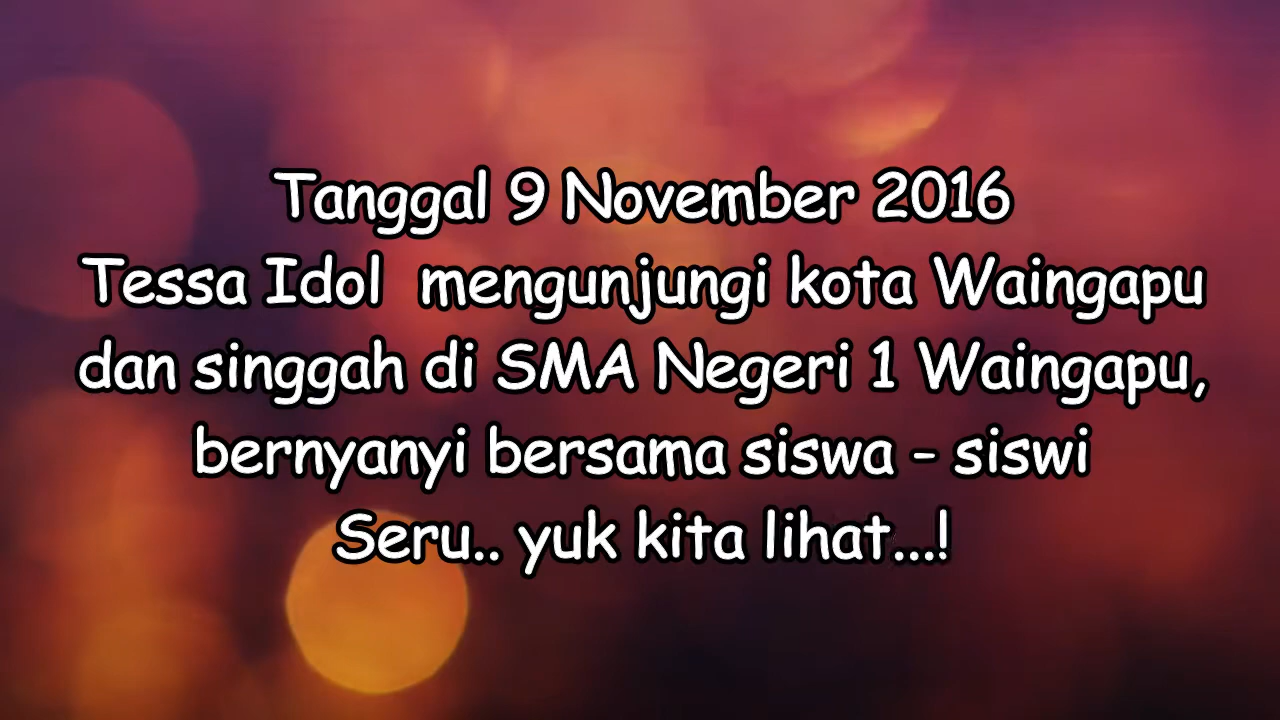 Tanggal 9 November 2016
Tessa Idol  mengunjungi kota Waingapu
dan singgah di SMA Negeri 1 Waingapu,
bernyanyi bersama siswa - siswi
Seru.. yuk kita lihat...!